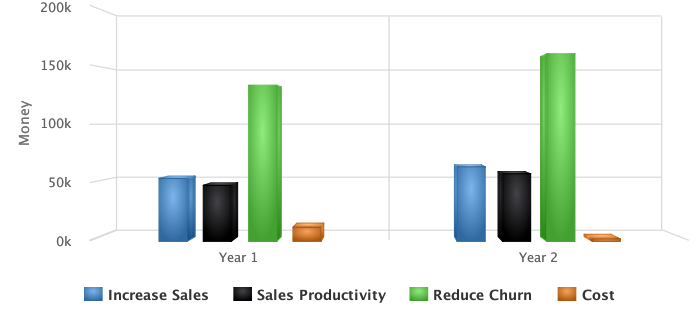 200k
150k
100k
50k
0k
Money
Year 1
Year 2
Increase Sales
Sales Productivity
Reduce Churn
Cost